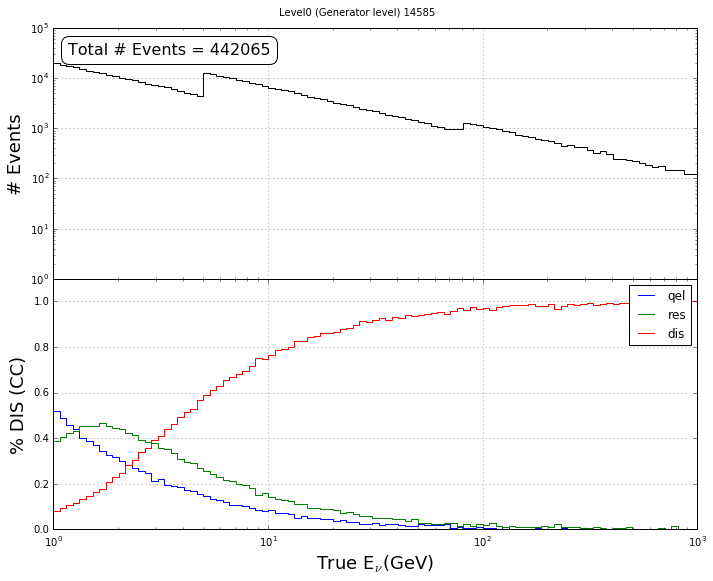 Level0 (Generator level) 14585
10^5
Total # Events = 442065
10^4
10^3
10^2
10^1
10^0
# Events
1.0
0.8
0.6
0.4
0.2
0.0
% DIS (CC)
qel
res
dis
10^0
10^1
10^2
10^3
True E_ν(GeV)